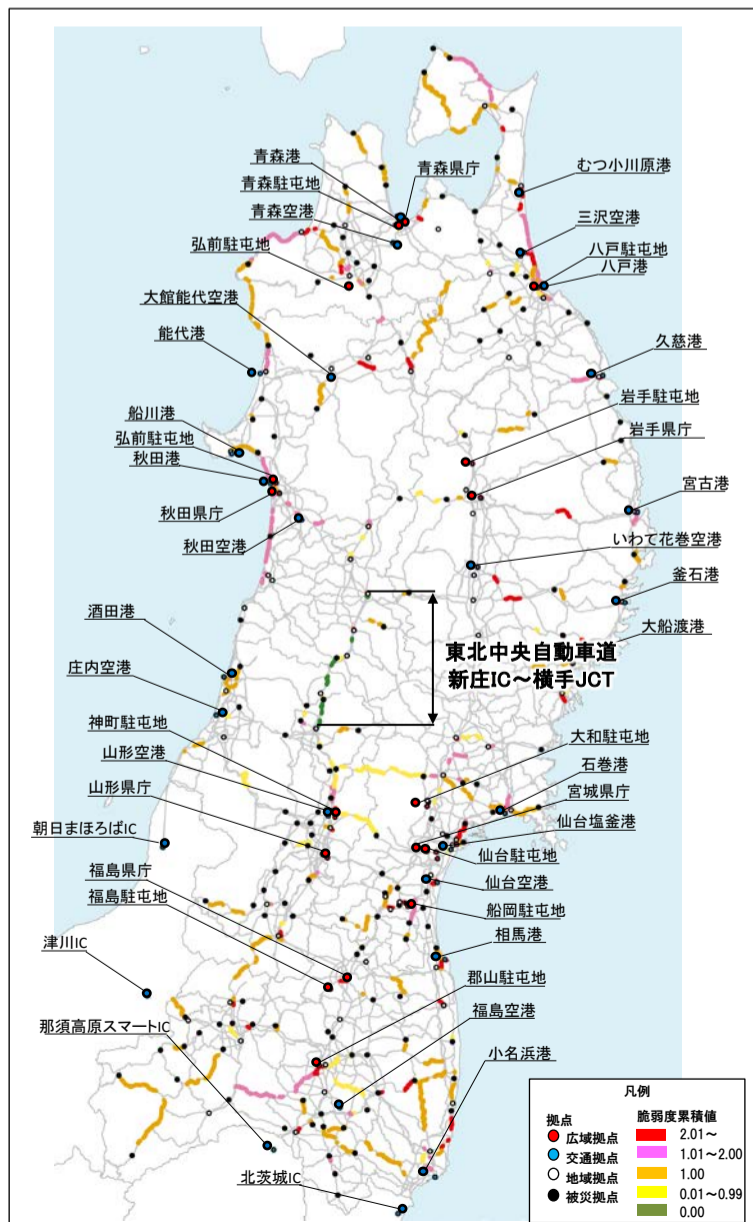 青森港
青森県庁
青森駐屯地
むつ小川原港
青森空港
三沢空港
弘前駐屯地
八戸駐屯地
八戸港
大館能代空港
能代港
久慈港
岩手駐屯地
船川港
岩手県庁
弘前駐屯地
秋田港
宮古港
秋田県庁
秋田空港
いわて花巻空港
釜石港
酒田港
大船渡港
東北中央自動車道
新庄IC～横手JCT
庄内空港
神町駐屯地
大和駐屯地
山形空港
石巻港
山形県庁
宮城県庁
朝日まほろばIC
仙台塩釜港
仙台駐屯地
福島県庁
仙台空港
福島駐屯地
船岡駐屯地
相馬港
津川IC
郡山駐屯地
福島空港
那須高原スマートIC
小名浜港
北茨城IC
凡例
拠点
広域拠点
交通拠点
地域拠点
被災拠点
脆弱度累積値
2.01～
1.01～2.00
1.00
0.01～0.99
0.00